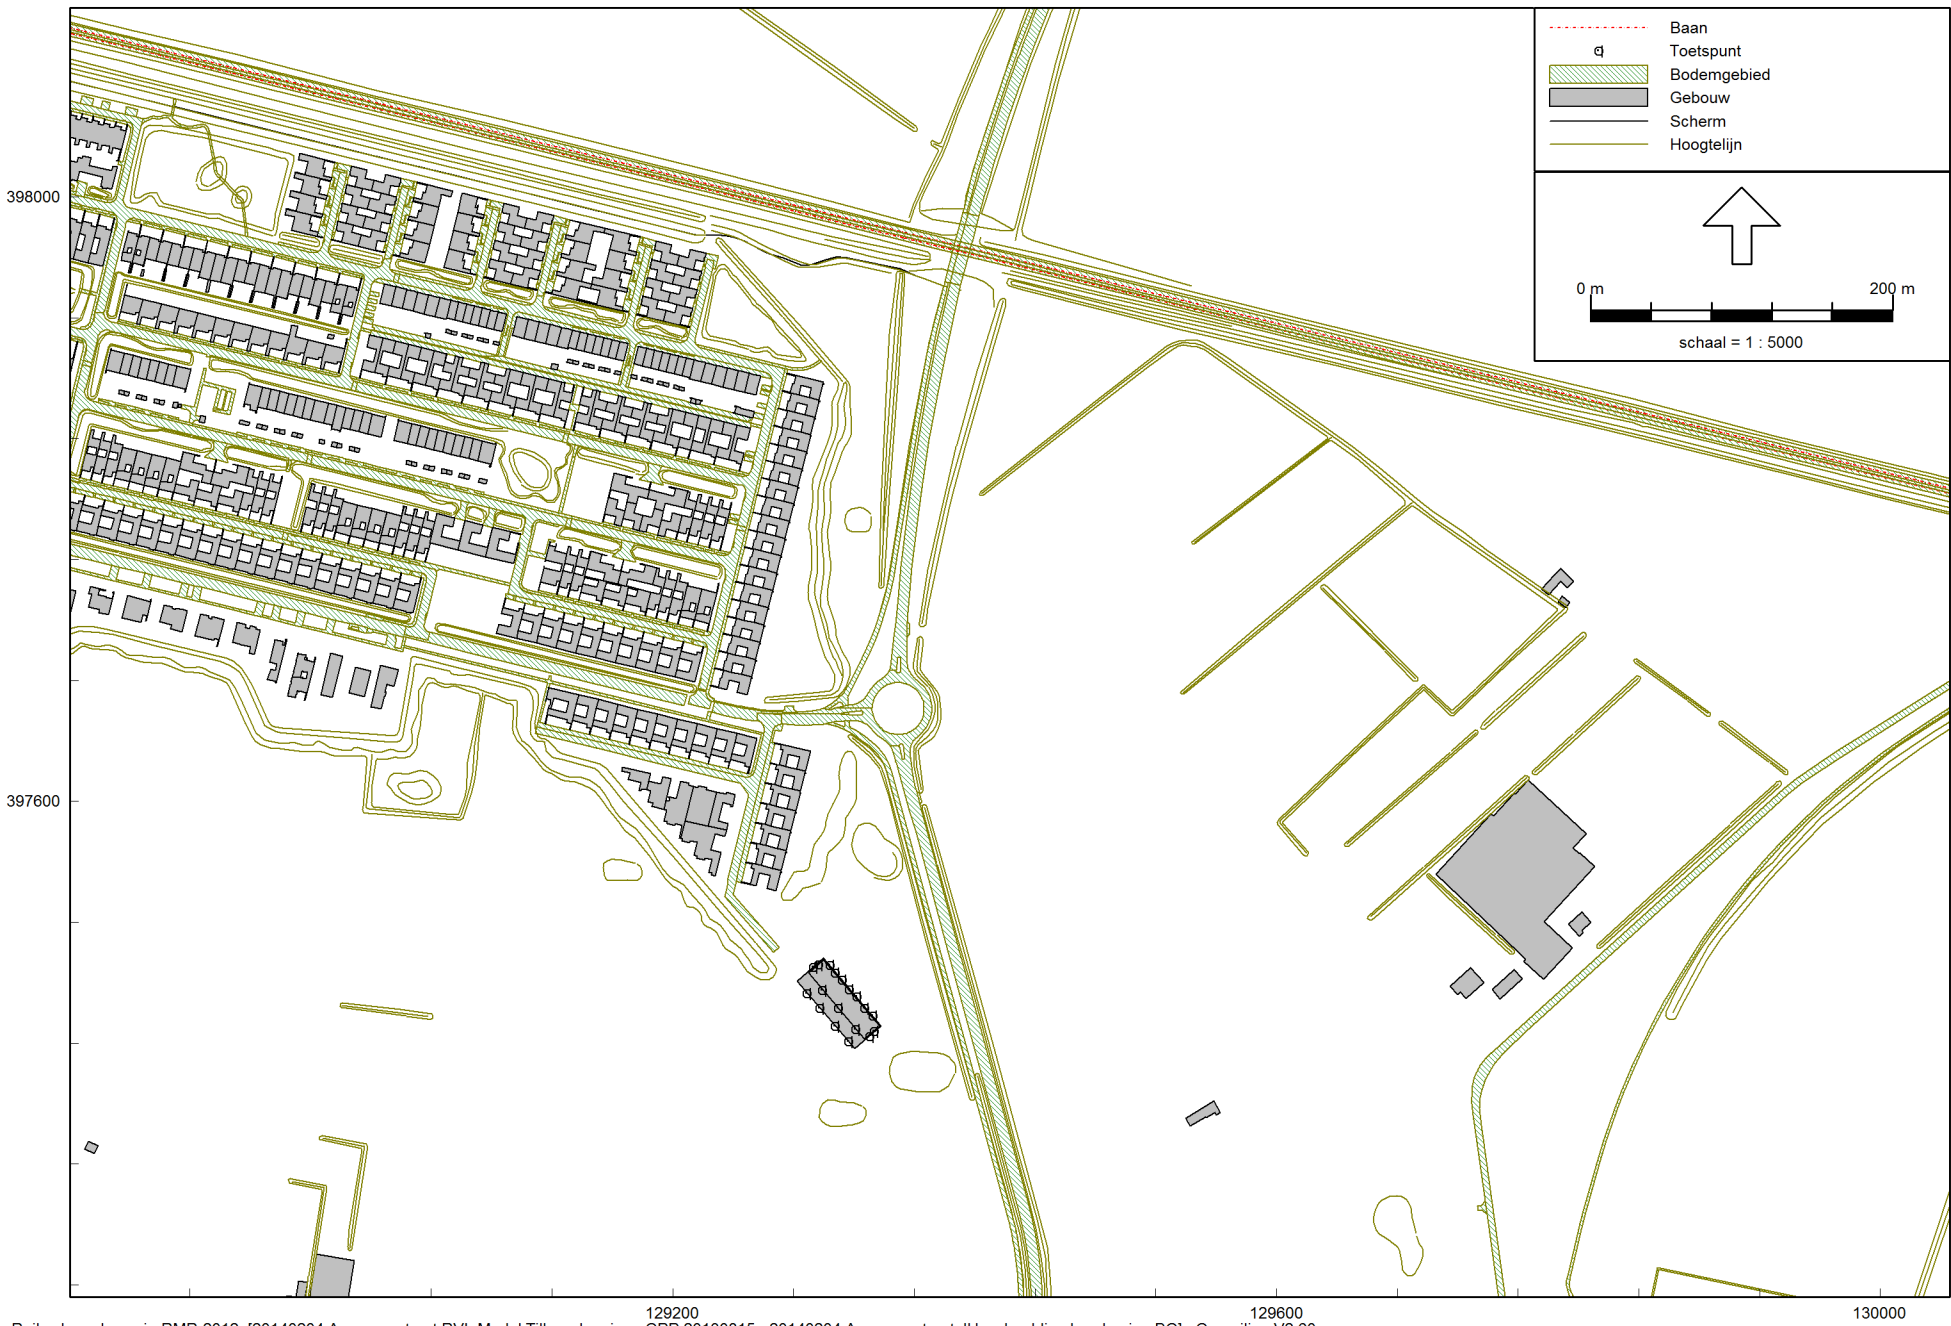 Baan
Toetspunt
Bodemgebied
Gebouw
Scherm
Hoogtelijn
0 m 200 m
schaal = 1 : 5000
398000
397600
129200 129600 130000